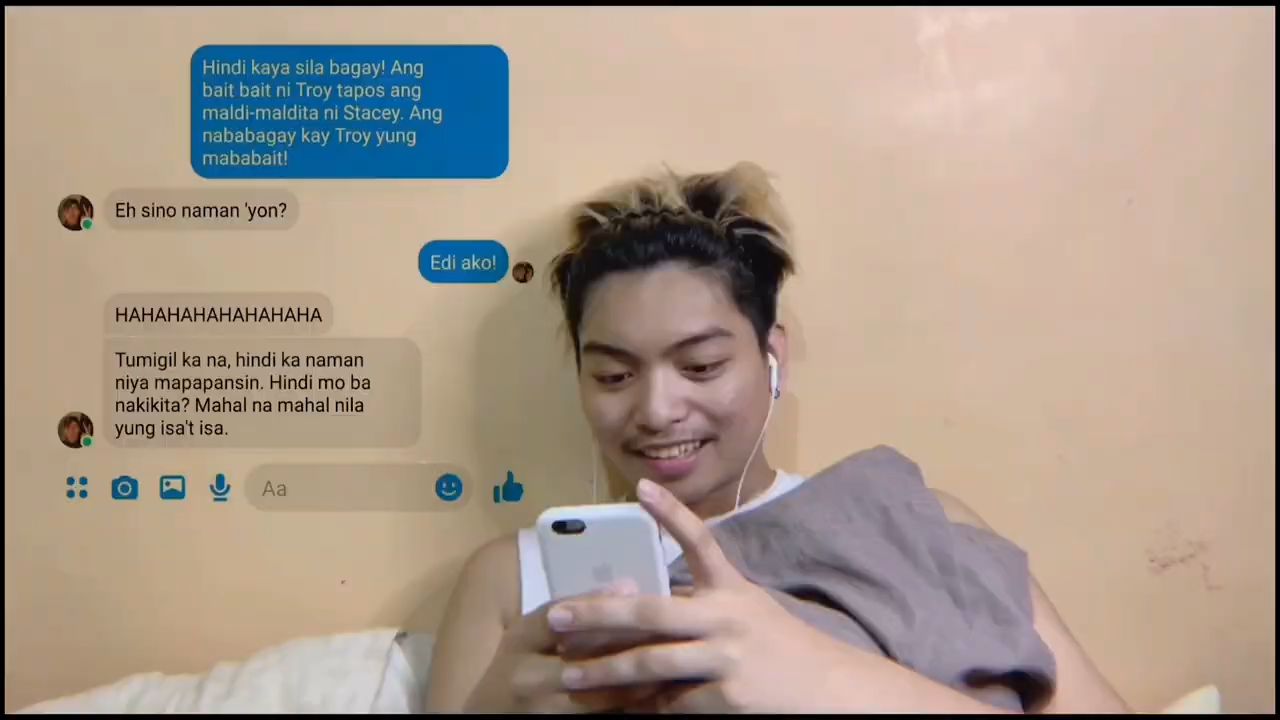 Hindi kaya sila bagay! Ang
bait bait ni Troy tapos ang
maldi-maldita ni Stacey. Ang
nababagay kay Troy yung
mababait!
Eh sino naman 'yon?
Edi ako!
HAHAHAHAHAHAHAHA
Tumigil ka na, hindi ka naman
niya mapapansin. Hindi mo ba
nakikita? Mahal na mahal nila
yung isa't isa.
Aa